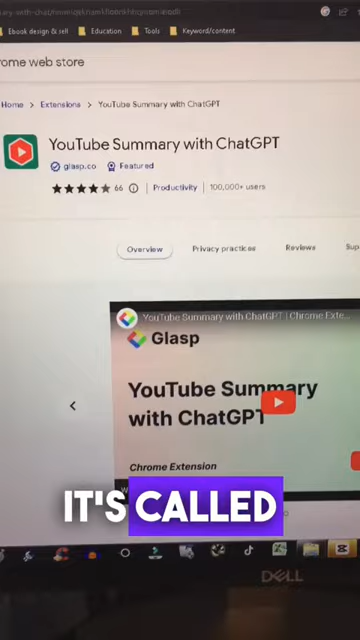 Ebook design & sell
Education
Tools
Keyword/content
rome web store
Home
Extensions
YouTube Summary with ChatGPT
YouTube Summary with ChatGPT
glasp.co
Featured
66
Productivity
100,000+ users
Overview
Privacy practices
Reviews
Sup
YouTube Summary with ChatGPT | Chrome Exte...
Glasp
YouTube Summary
with ChatGPT
Chrome Extension
IT'S CALLED
DELL